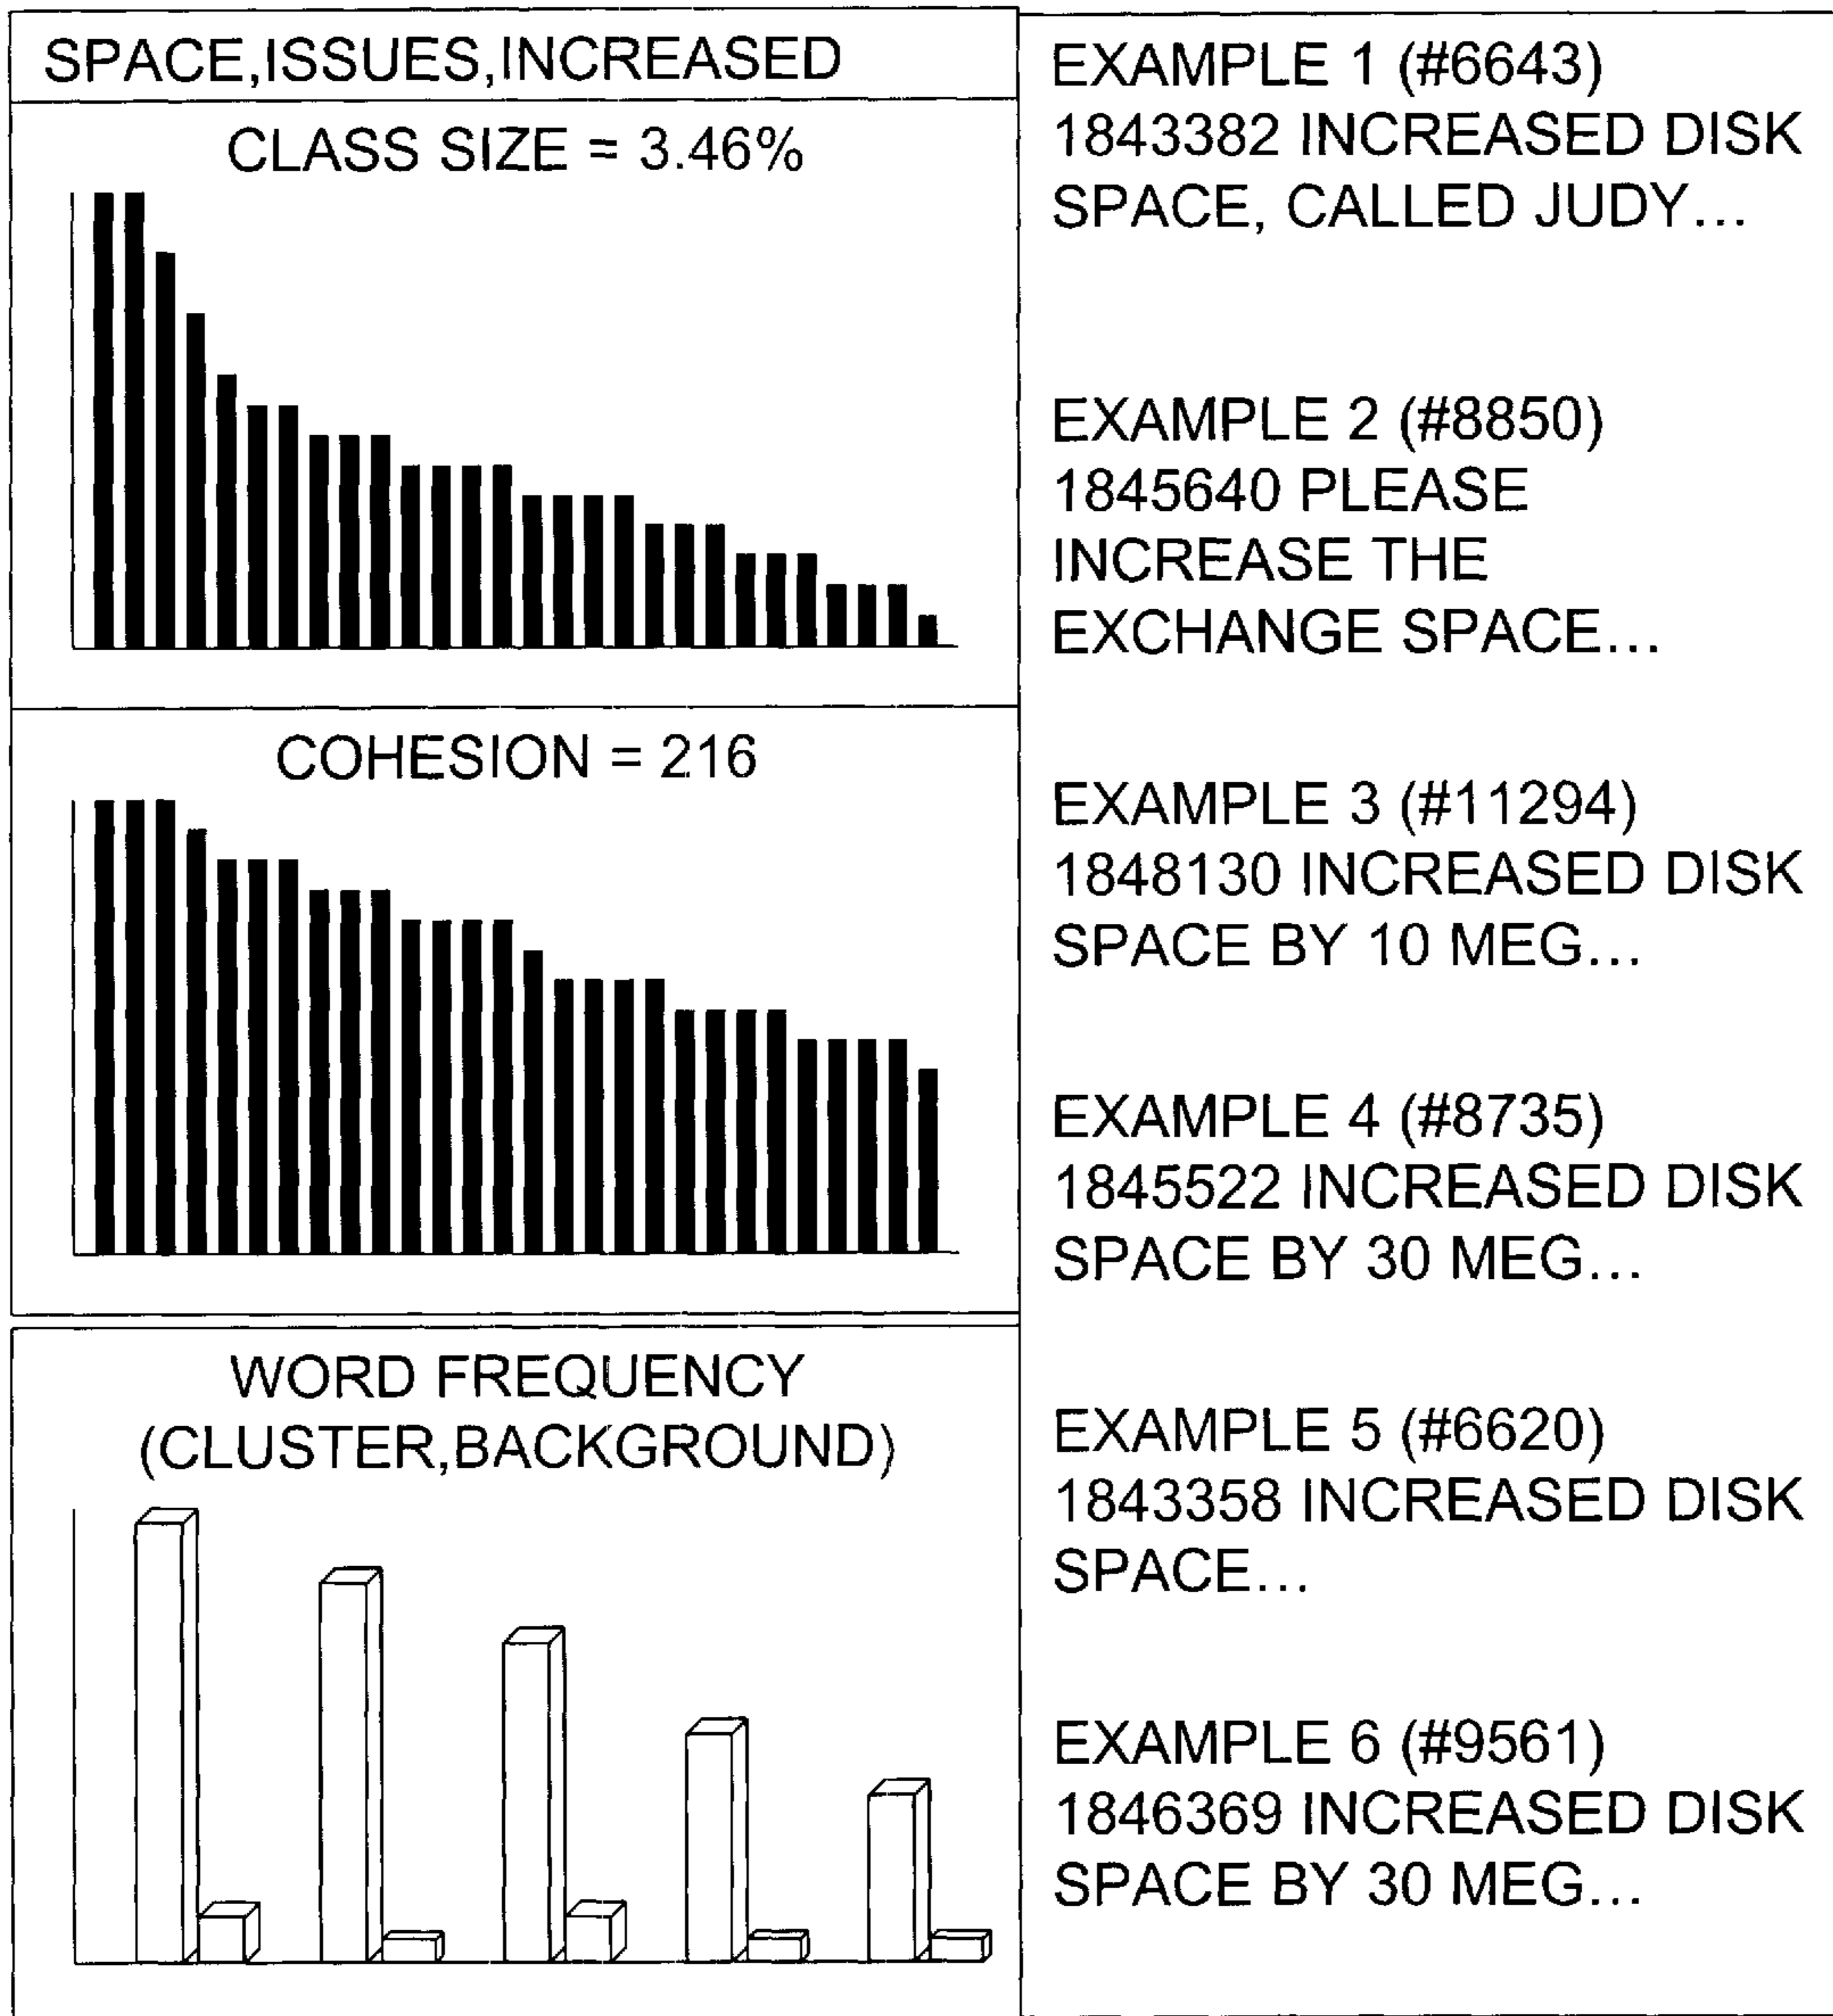 SPACE,ISSUES,INCREASED
CLASS SIZE = 3.46%
COHESION = 216
WORD FREQUENCY
(CLUSTER,BACKGROUND)
EXAMPLE 1 (#6643)
1843382 INCREASED DISK
SPACE, CALLED JUDY...
EXAMPLE 2 (#8850)
1845640 PLEASE
INCREASE THE
EXCHANGE SPACE...
EXAMPLE 3 (#11294)
1848130 INCREASED DISK
SPACE BY 10 MEG...
EXAMPLE 4 (#8735)
1845522 INCREASED DISK
SPACE BY 30 MEG...
EXAMPLE 5 (#6620)
1843358 INCREASED DISK
SPACE...
EXAMPLE 6 (#9561)
1846369 INCREASED DISK
SPACE BY 30 MEG...